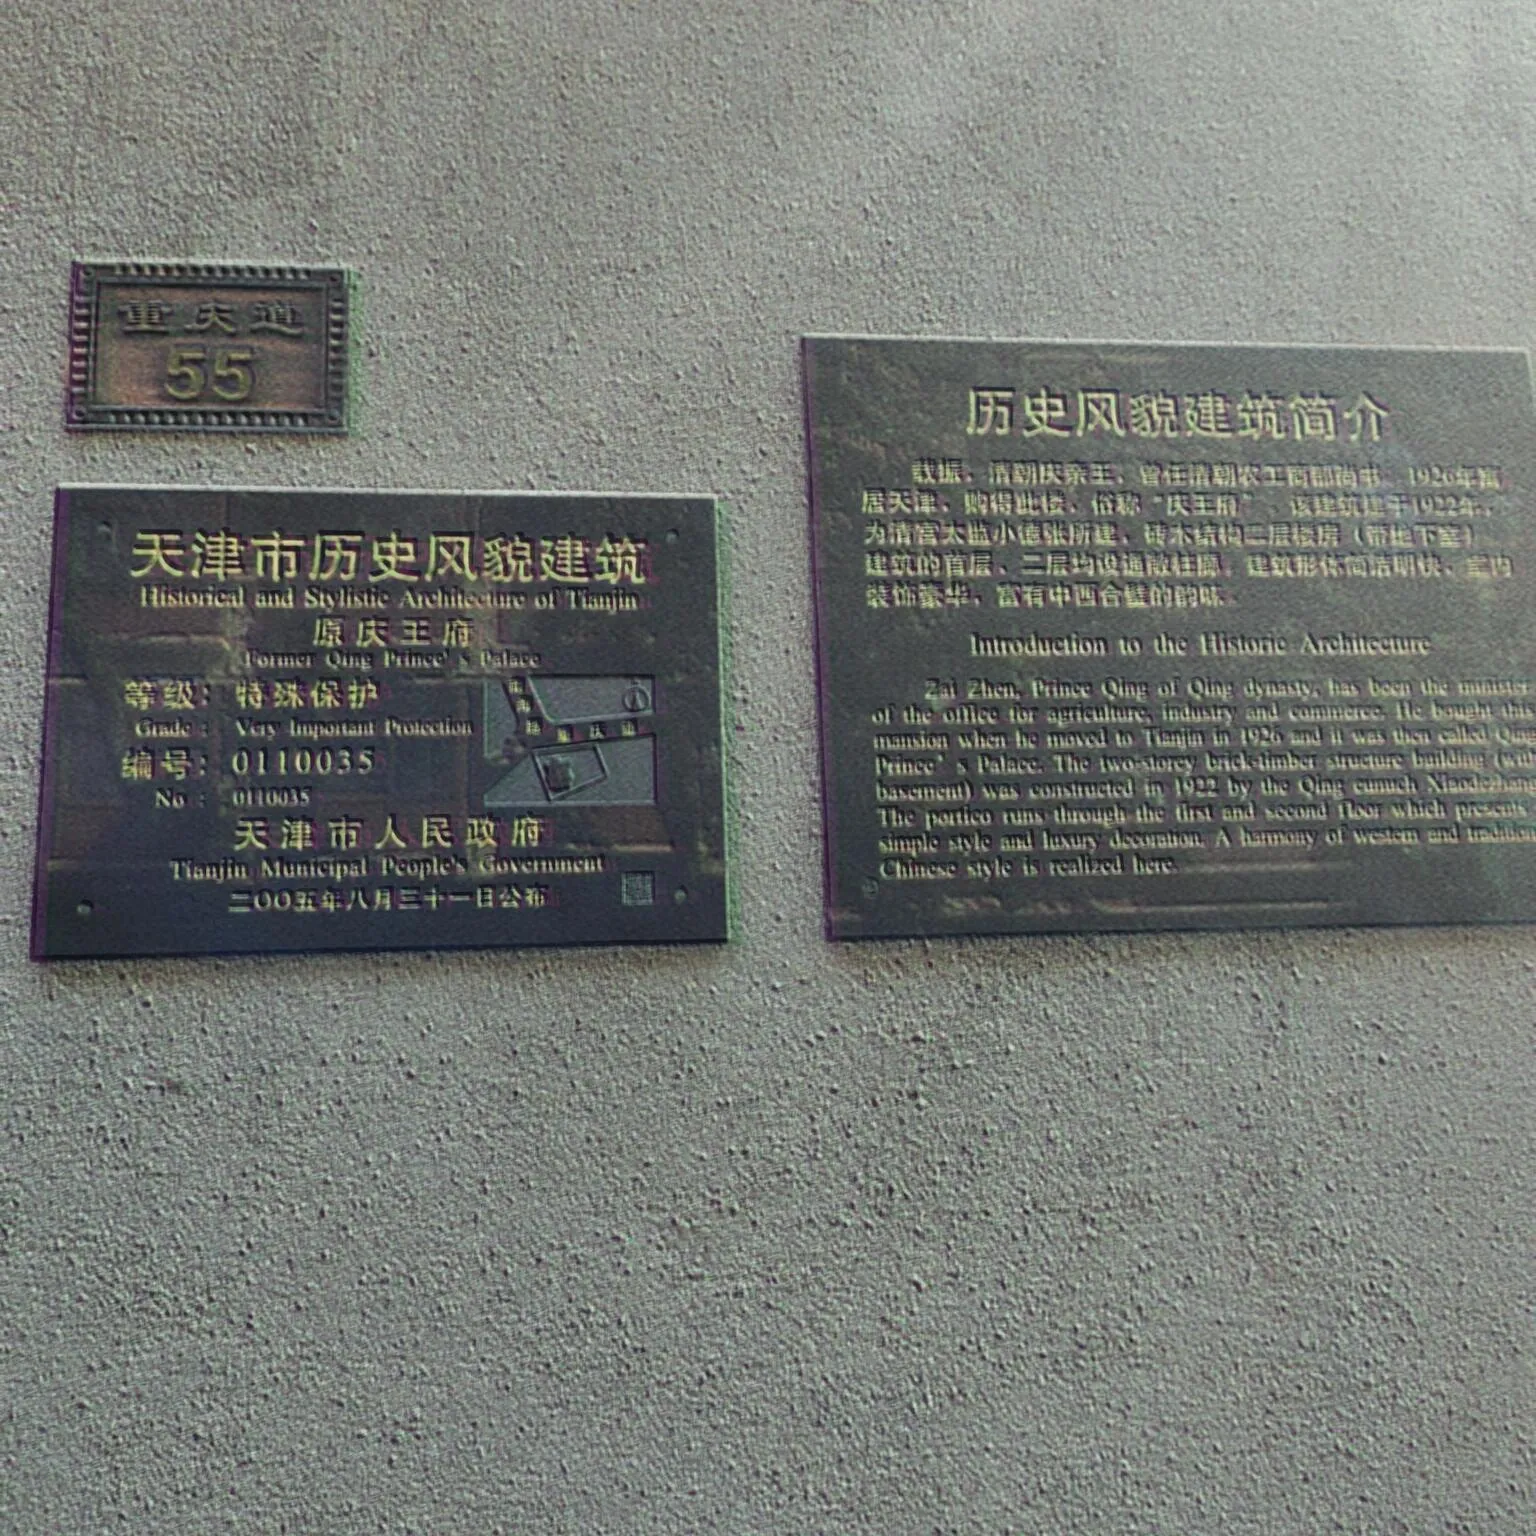 重庆道
55
天津市历史风貌建筑
Historical and Stylistic Architecture of Tianjin
原庆王府
Former Qing Prince's Palace
等级：特殊保护
Grade : Very Important Protection
编号：0110035
No : 0110035
天津市人民政府
Tianjin Municipal People's Government
二〇〇五年八月三十一日公布
重庆道
历史风貌建筑简介
载振，清朝庆亲王，曾任清朝农工商部尚书，1926年寓
居天津，购得此楼，俗称“庆王府”。该建筑建于1922年，
为清宫太监小德张所建，砖木结构二层楼房（带地下室）
建筑的首层、二层均设通敞柱廊，建筑形体简洁明快，室内
装饰豪华，富有中西合璧的韵味。
Introduction to the Historic Architecture
Zai Zhen, Prince Qing of Qing dynasty, has been the minister
of the office for agriculture, industry and commerce. He bought this
mansion when he moved to Tianjin in 1926 and it was then called Qing
Prince's Palace. The two-storey brick-timber structure building (with
basement) was constructed in 1922 by the Qing eunuch
The portico runs through the first and second floor which presents
simple style and luxury decoration. A harmony of western and
Chinese style is realized here.